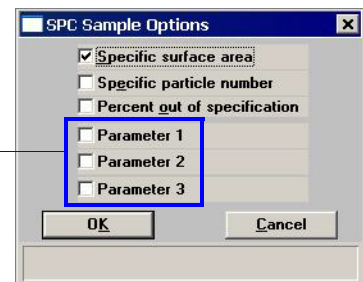 SPC Sample Options
Specific surface area
Specific particle number
Percent out of specification
Parameter 1
Parameter 2
Parameter 3
OK Cancel